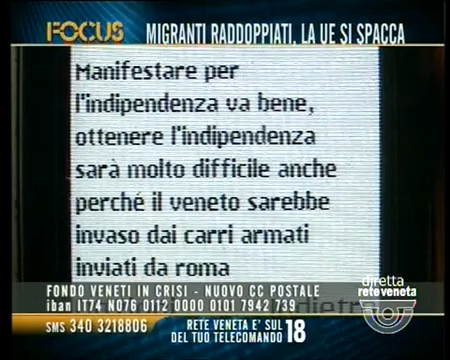 FOCUS MIGRANTI RADDOPPIATI, LA UE SI SPACCA
Manifestare per
l'indipendenza va bene,
ottenere l'indipendenza
sarà molto difficile anche
perché il veneto sarebbe
invaso dai carri armati
inviati da roma
diretta
reteveneta
FONDO VENETI IN CRISI - NUOVO CC POSTALE
iban IT74 N076 0112 0000 0101 7942 739
SMS 340 3218806
RETE VENETA E' SUL
DEL TUO TELECOMANDO 18